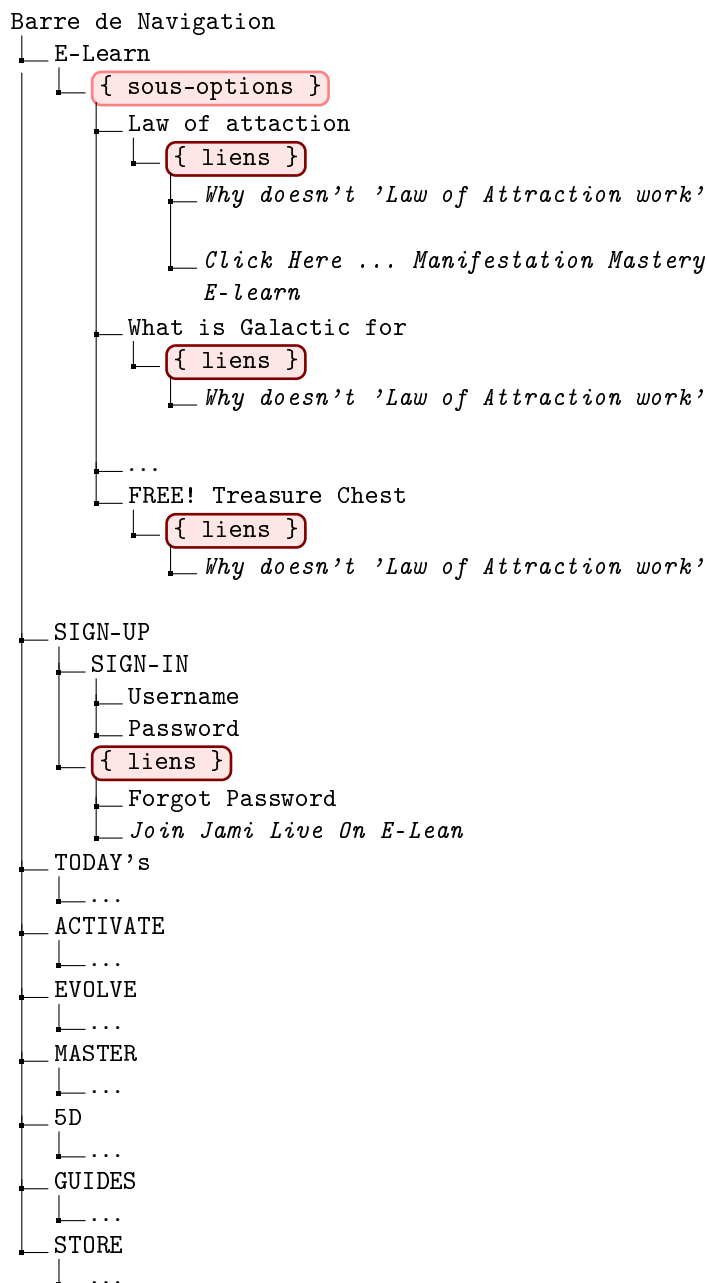 Barre de Navigation
E-Learn
{ sous-options }
Law of attaction
{ liens }
Why doesn't 'Law of Attraction work'
Click Here ... Manifestation Mastery
E-learn
What is Galactic for
{ liens }
Why doesn't 'Law of Attraction work'
...
FREE! Treasure Chest
{ liens }
Why doesn't 'Law of Attraction work'
SIGN-UP
SIGN-IN
Username
Password
{ liens }
Forgot Password
Join Jami Live On E-Lean
TODAY's
...
ACTIVATE
...
EVOLVE
...
MASTER
...
5D
...
GUIDES
...
STORE
...